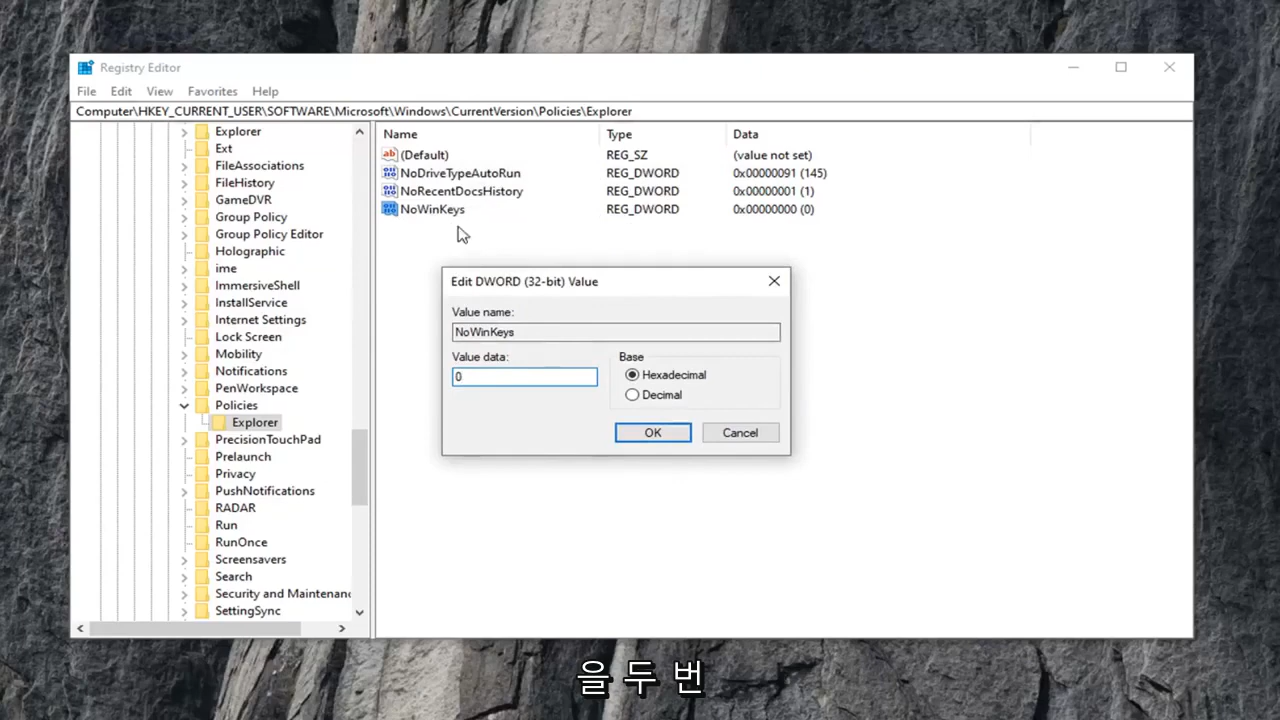 Registry Editor
File Edit View Favorites Help
Computer\HKEY_CURRENT_USER\SOFTWARE\Microsoft\Windows\CurrentVersion\Policies\Explorer
Explorer
Ext
FileAssociations
FileHistory
GameDVR
Group Policy
Group Policy Editor
Holographic
ime
ImmersiveShell
InstallService
Internet Settings
Lock Screen
Mobility
Notifications
PenWorkspace
Policies
Explorer
PrecisionTouchPad
Prelaunch
Privacy
PushNotifications
RADAR
Run
RunOnce
Screensavers
Search
Security and Maintenanc
SettingSync
Name Type Data
(Default) REG_SZ (value not set)
NoDriveTypeAutoRun REG_DWORD 0x00000091 (145)
NoRecentDocsHistory REG_DWORD 0x00000001 (1)
NoWinKeys REG_DWORD 0x00000000 (0)
Edit DWORD (32-bit) Value
Value name:
NoWinKeys
Value data: Base
0 Hexadecimal
Decimal
OK Cancel
을 두 번